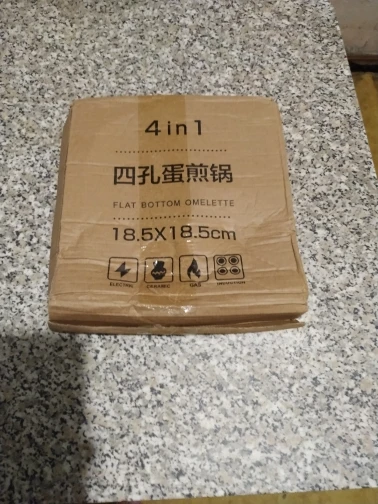 4in1
四孔蛋煎锅
FLAT BOTTOM OMELETTE
18.5X18.5cm
ELECTRIC CERAMIC GAS INDUCTION